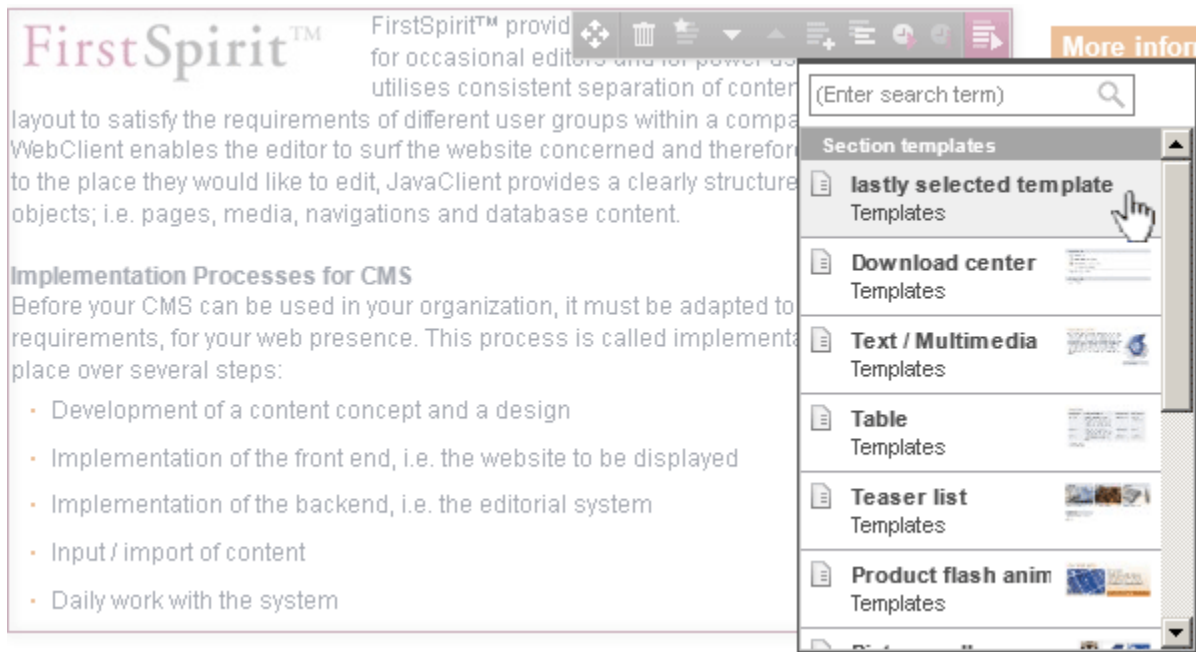 FirstSpirit™
FirstSpirit™ provid
for occasional editors and for power us
utilises consistent separation of conten
layout to satisfy the requirements of different user groups within a compa
WebClient enables the editor to surf the website concerned and therefor
to the place they would like to edit, JavaClient provides a clearly structure
objects; i.e. pages, media, navigations and database content.
Implementation Processes for CMS
Before your CMS can be used in your organization, it must be adapted to
requirements, for your web presence. This process is called implementa
place over several steps:
· Development of a content concept and a design
· Implementation of the front end, i.e. the website to be displayed
· Implementation of the backend, i.e. the editorial system
· Input / import of content
· Daily work with the system
More infor
(Enter search term)
Section templates
lastly selected template
Templates
Download center
Templates
Text / Multimedia
Templates
Table
Templates
Teaser list
Templates
Product flash anim
Templates